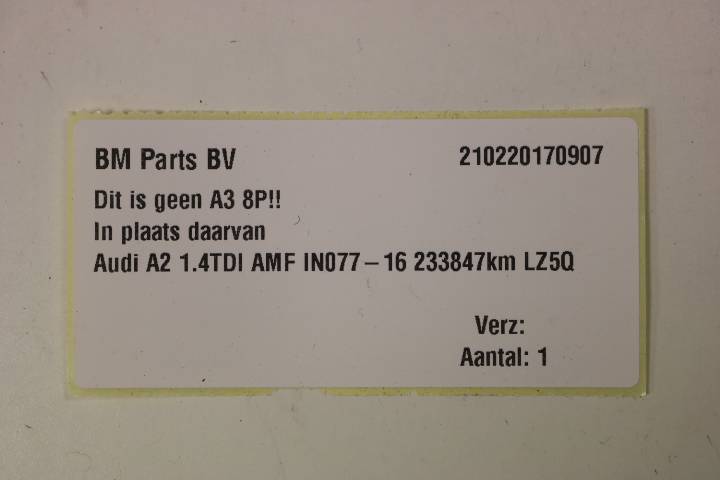 BM Parts BV 210220170907
Dit is geen A3 8P!!
In plaats daarvan
Audi A2 1.4TDI AMF IN077-16 233847km LZ5Q
Verz:
Aantal: 1